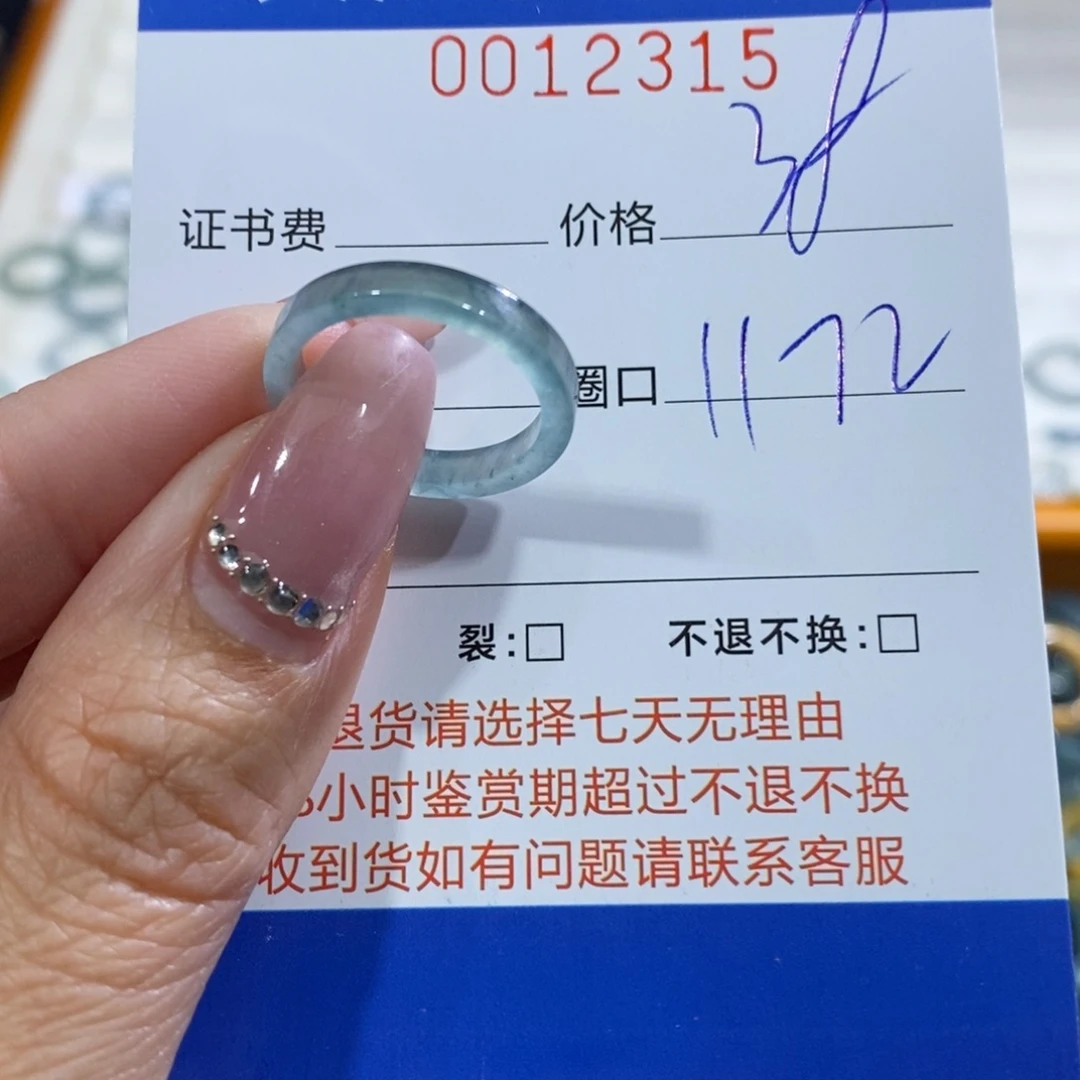 0012315
证书费 价格 38
圈口 1172
裂:□ 不退不换:□
退货请选择七天无理由
小时鉴赏期超过不退不换
收到货如有问题请联系客服